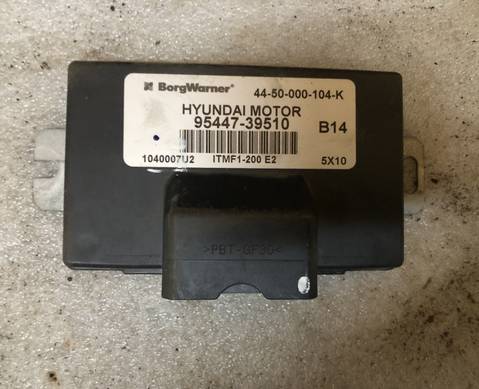 BorgWarner® 44-50-000-104-K
HYUNDAI MOTOR
95447-39510 B14
1040007U2 ITMF1-200 E2 5X10
>PBT-GF30<